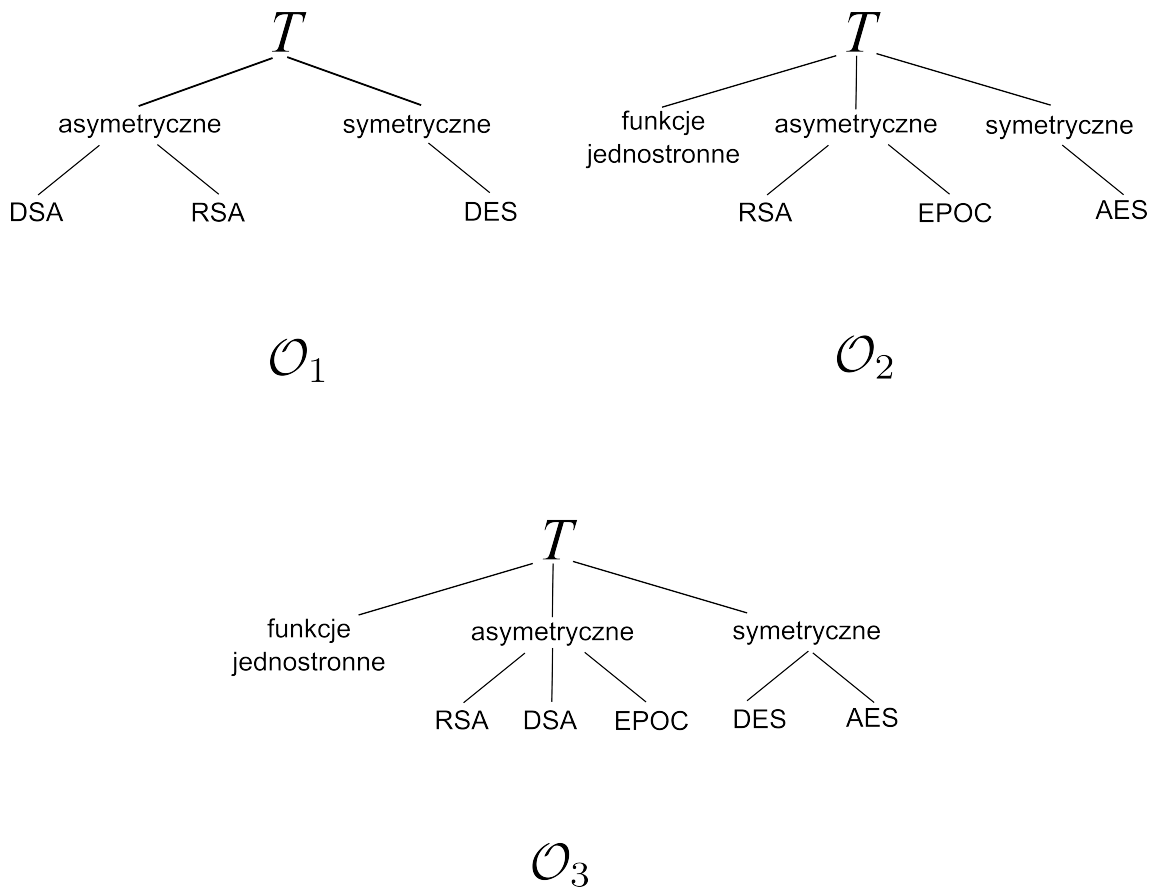 T
asymetryczne symetryczne
DSA RSA DES
O1
T
funkcje
jednostronne
asymetryczne symetryczne
RSA EPOC AES
O2
T
funkcje
jednostronne
asymetryczne symetryczne
RSA DSA EPOC DES AES
O3